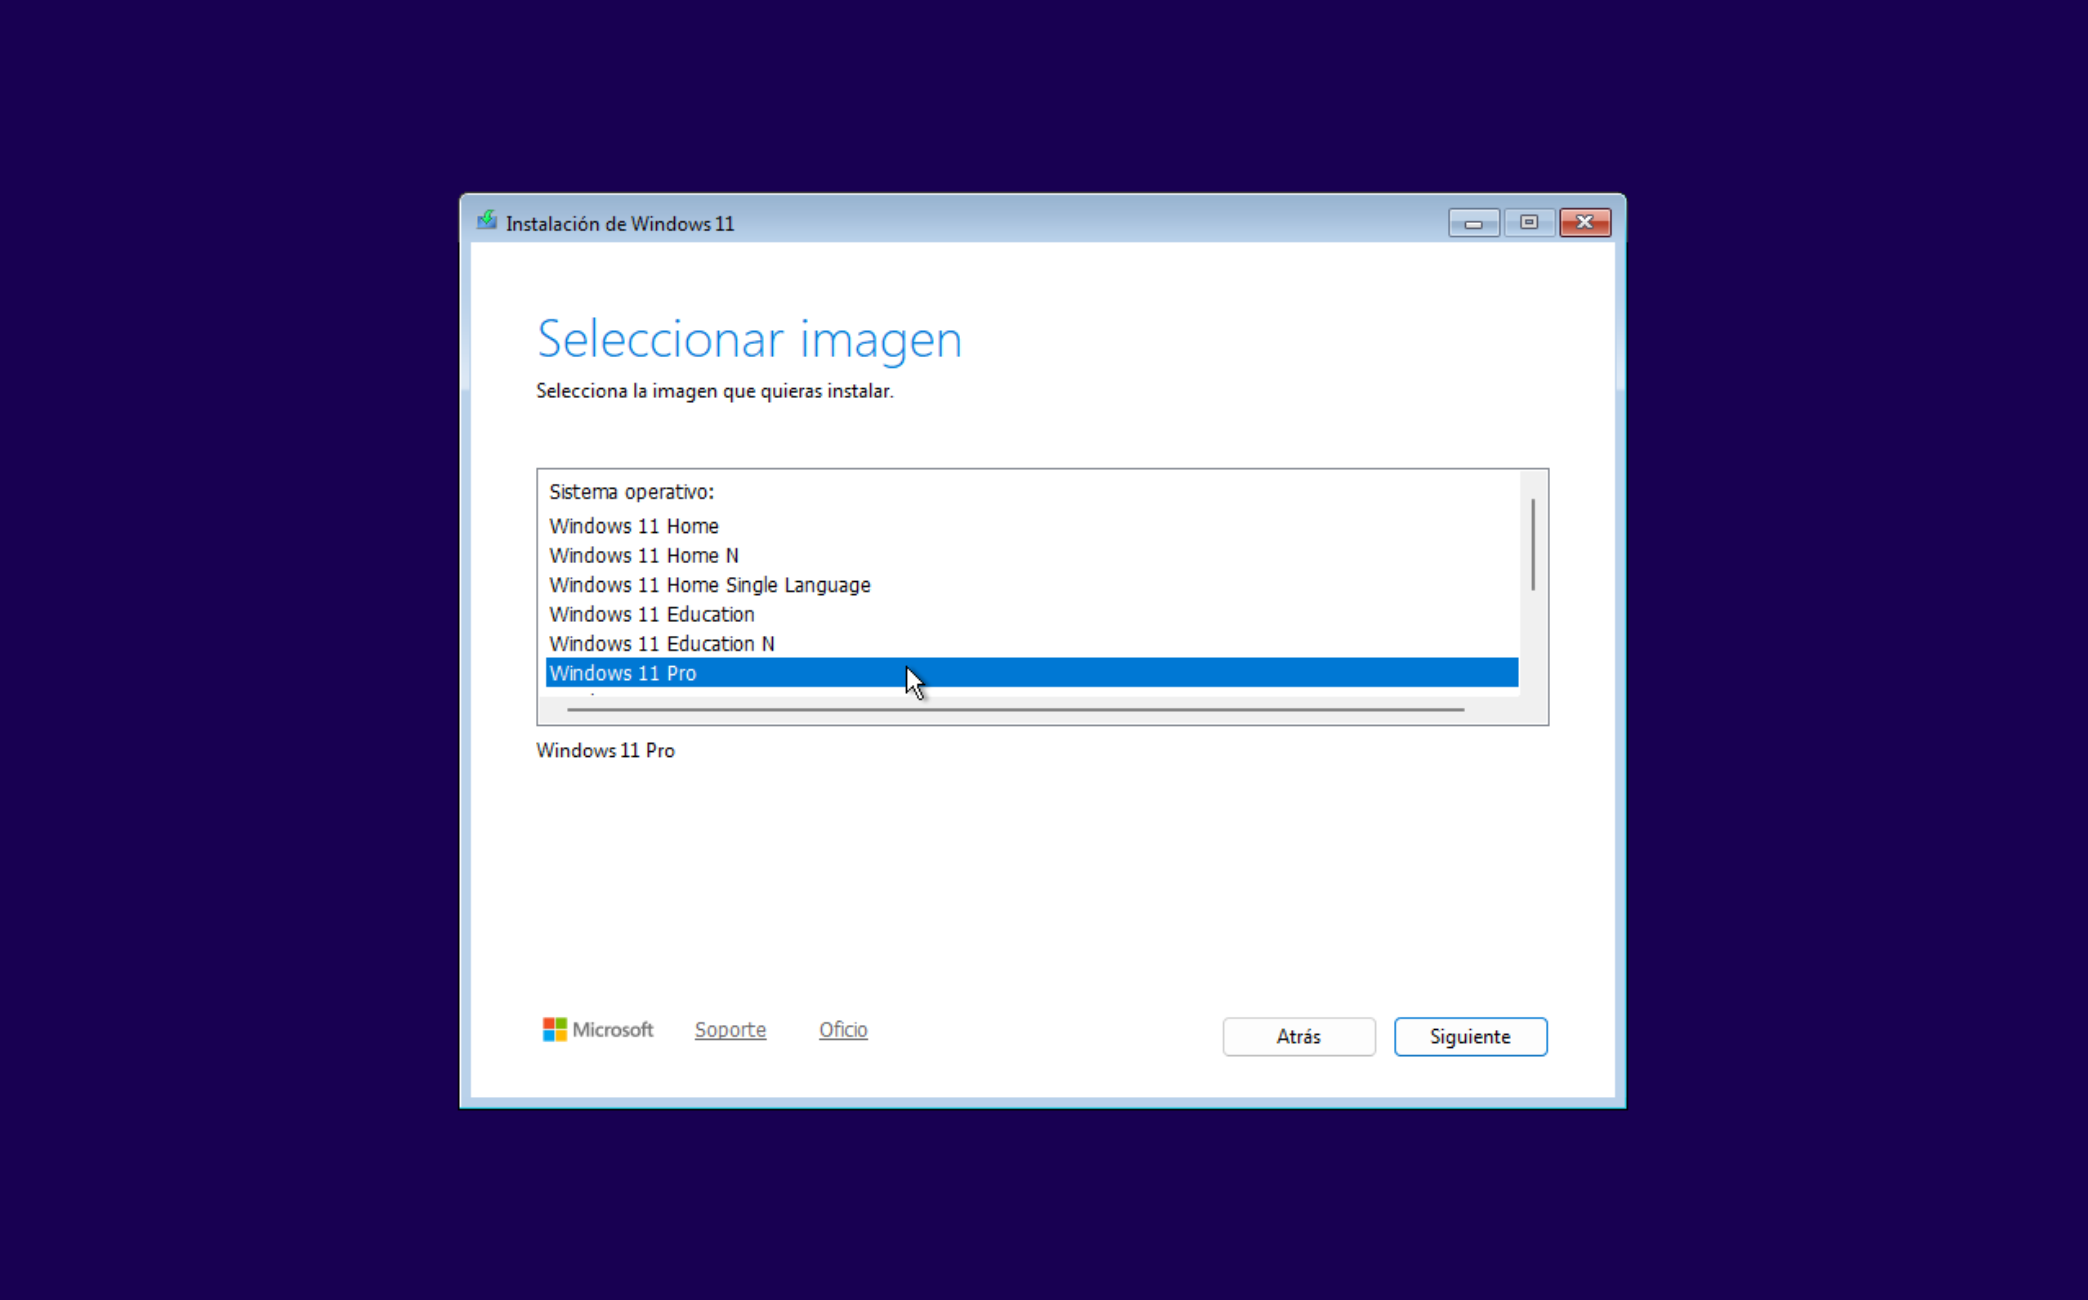 Instalación de Windows 11
Seleccionar imagen
Selecciona la imagen que quieras instalar.
Sistema operativo:
Windows 11 Home
Windows 11 Home N
Windows 11 Home Single Language
Windows 11 Education
Windows 11 Education N
Windows 11 Pro
Windows 11 Pro
Microsoft Soporte Oficio Atrás Siguiente